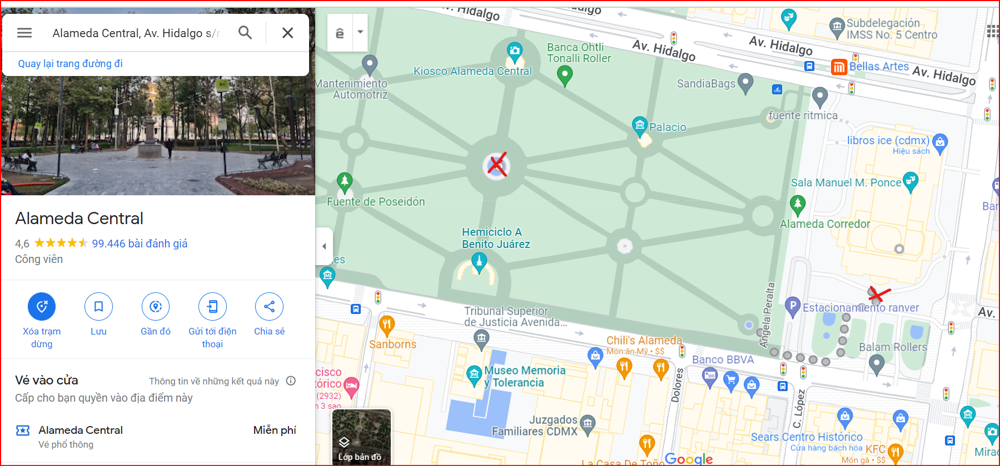 Alameda Central, Av. Hidalgo s/
Quay lại trang đường đi
Alameda Central
4,6
99.446 bài đánh giá
Công viên
Xóa trạm
dừng
Lưu
Gần đó
Gửi tới điện
thoại
Chia sẻ
Vé vào cửa
Thông tin về những kết quả này
Cấp cho bạn quyền vào địa điểm này
Alameda Central
Miễn phí
Vé phổ thông
ê
Av. Hidalgo
Av. Hidalgo
Av. Hidalgo
Av. Hidalgo
Subdelegación
IMSS No. 5 Centro
Banca Ohtli
Tonalli Roller
Kiosco Alameda Central
Bellas Artes
Mantenimiento
Automotriz
SandiaBags
fuente ritmica
Palacio
libros ice (cdmx)
Hiệu sách
Sala Manuel M. Ponce
Fuente de Poseidón
Alameda Corredor
Hemiciclo A
Benito Juárez
Angela Peralta
P
Estacionamiento ranver
Av.
Tribunal Superior
de Justicia Avenida...
Sanborns
Chili's Alameda
Món ăn Mỹ • $$
Balam Rollers
Banco BBVA
Museo Memoria
y Tolerancia
(2932)
Dolores
C. López
Juzgados
Familiares CDMX
Sears Centro Histórico
Cửa hàng bách hóa
KFC
Món gà • $$
La Casa De Toño
Lớp bản đồ
Google